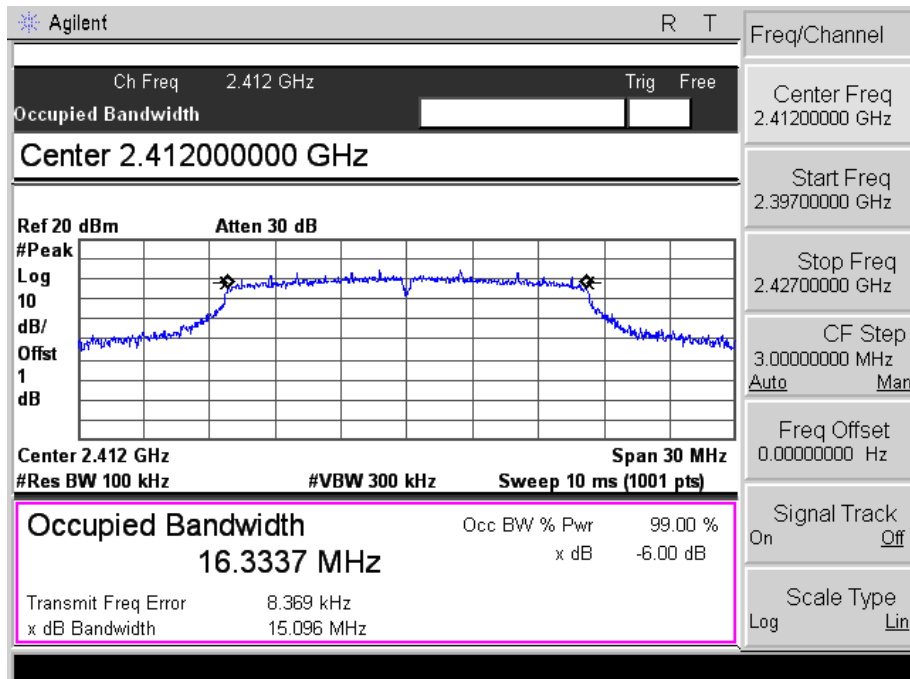 Agilent R T
Ch Freq 2.412 GHz Trig Free
Occupied Bandwidth
Center 2.412000000 GHz
Ref 20 dBm Atten 30 dB
#Peak
Log
10
dB/
Offst
1
dB
Center 2.412 GHz Span 30 MHz
#Res BW 100 kHz #VBW 300 kHz Sweep 10 ms (1001 pts)
Occupied Bandwidth
16.3337 MHz
Occ BW % Pwr 99.00 %
x dB -6.00 dB
Transmit Freq Error 8.369 kHz
x dB Bandwidth 15.096 MHz
Freq/Channel
Center Freq
2.41200000 GHz
Start Freq
2.39700000 GHz
Stop Freq
2.42700000 GHz
CF Step
3.00000000 MHz
Auto Man
Freq Offset
0.00000000 Hz
Signal Track
On Off
Scale Type
Log Lin